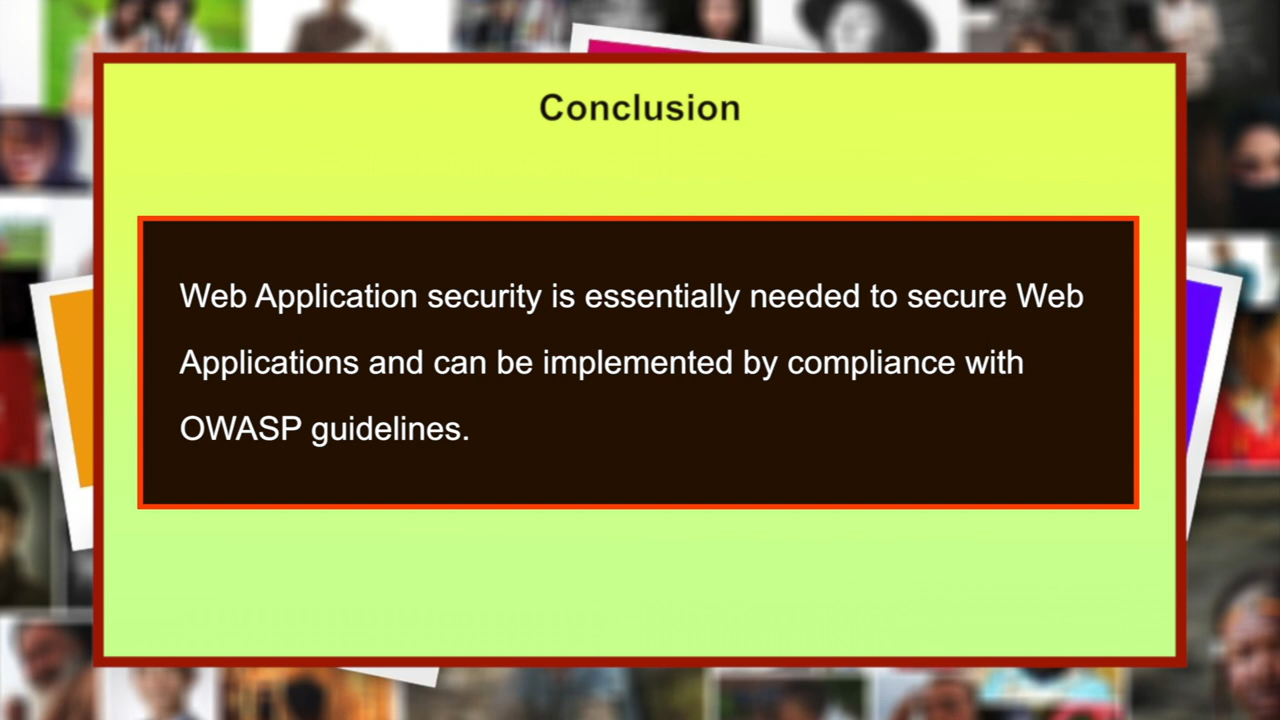 Conclusion
Web Application security is essentially needed to secure Web
Applications and can be implemented by compliance with
OWASP guidelines.